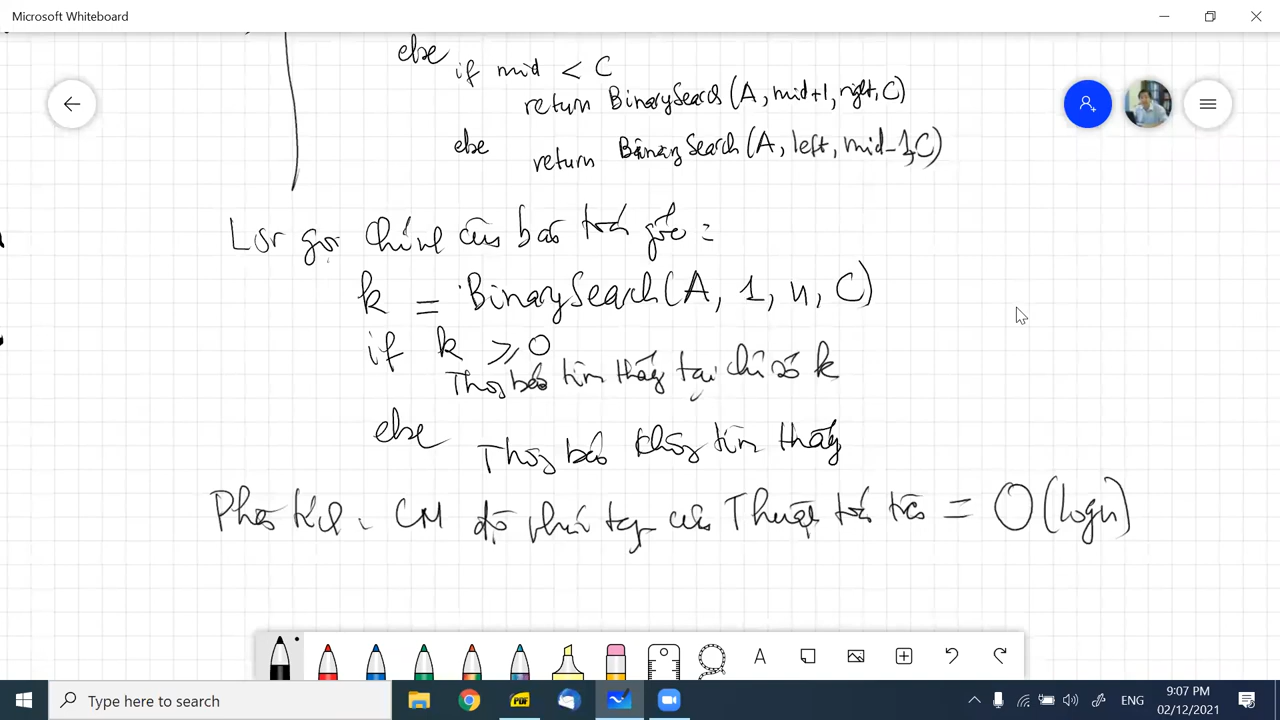 Microsoft Whiteboard
else
if mid < C
return BinarySearch(A, mid+1, right, C)
else return BinarySearch(A, left, mid-1, C)
Lời gọi chính của bài toán gốc:
k = BinarySearch(A, 1, n, C)
if k ≥ 0
Thông báo tìm thấy tại chỉ số k
else
Thông báo không tìm thấy
Phân tích: CM độ phức tạp của Thuật toán trên = O(logn)
Type here to search
ENG
9:07 PM
02/12/2021